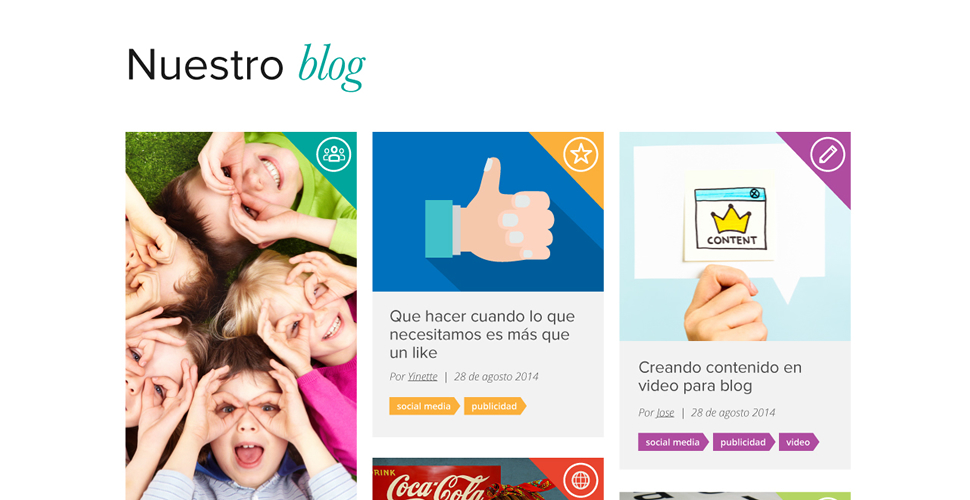 Nuestro blog
Que hacer cuando lo que
necesitamos es más que
un like
Por Yinette | 28 de agosto 2014
social media
publicidad
CONTENT
Creando contenido en
video para blog
Por Jose | 28 de agosto 2014
social media
publicidad
video
RINK
Coca-Cola